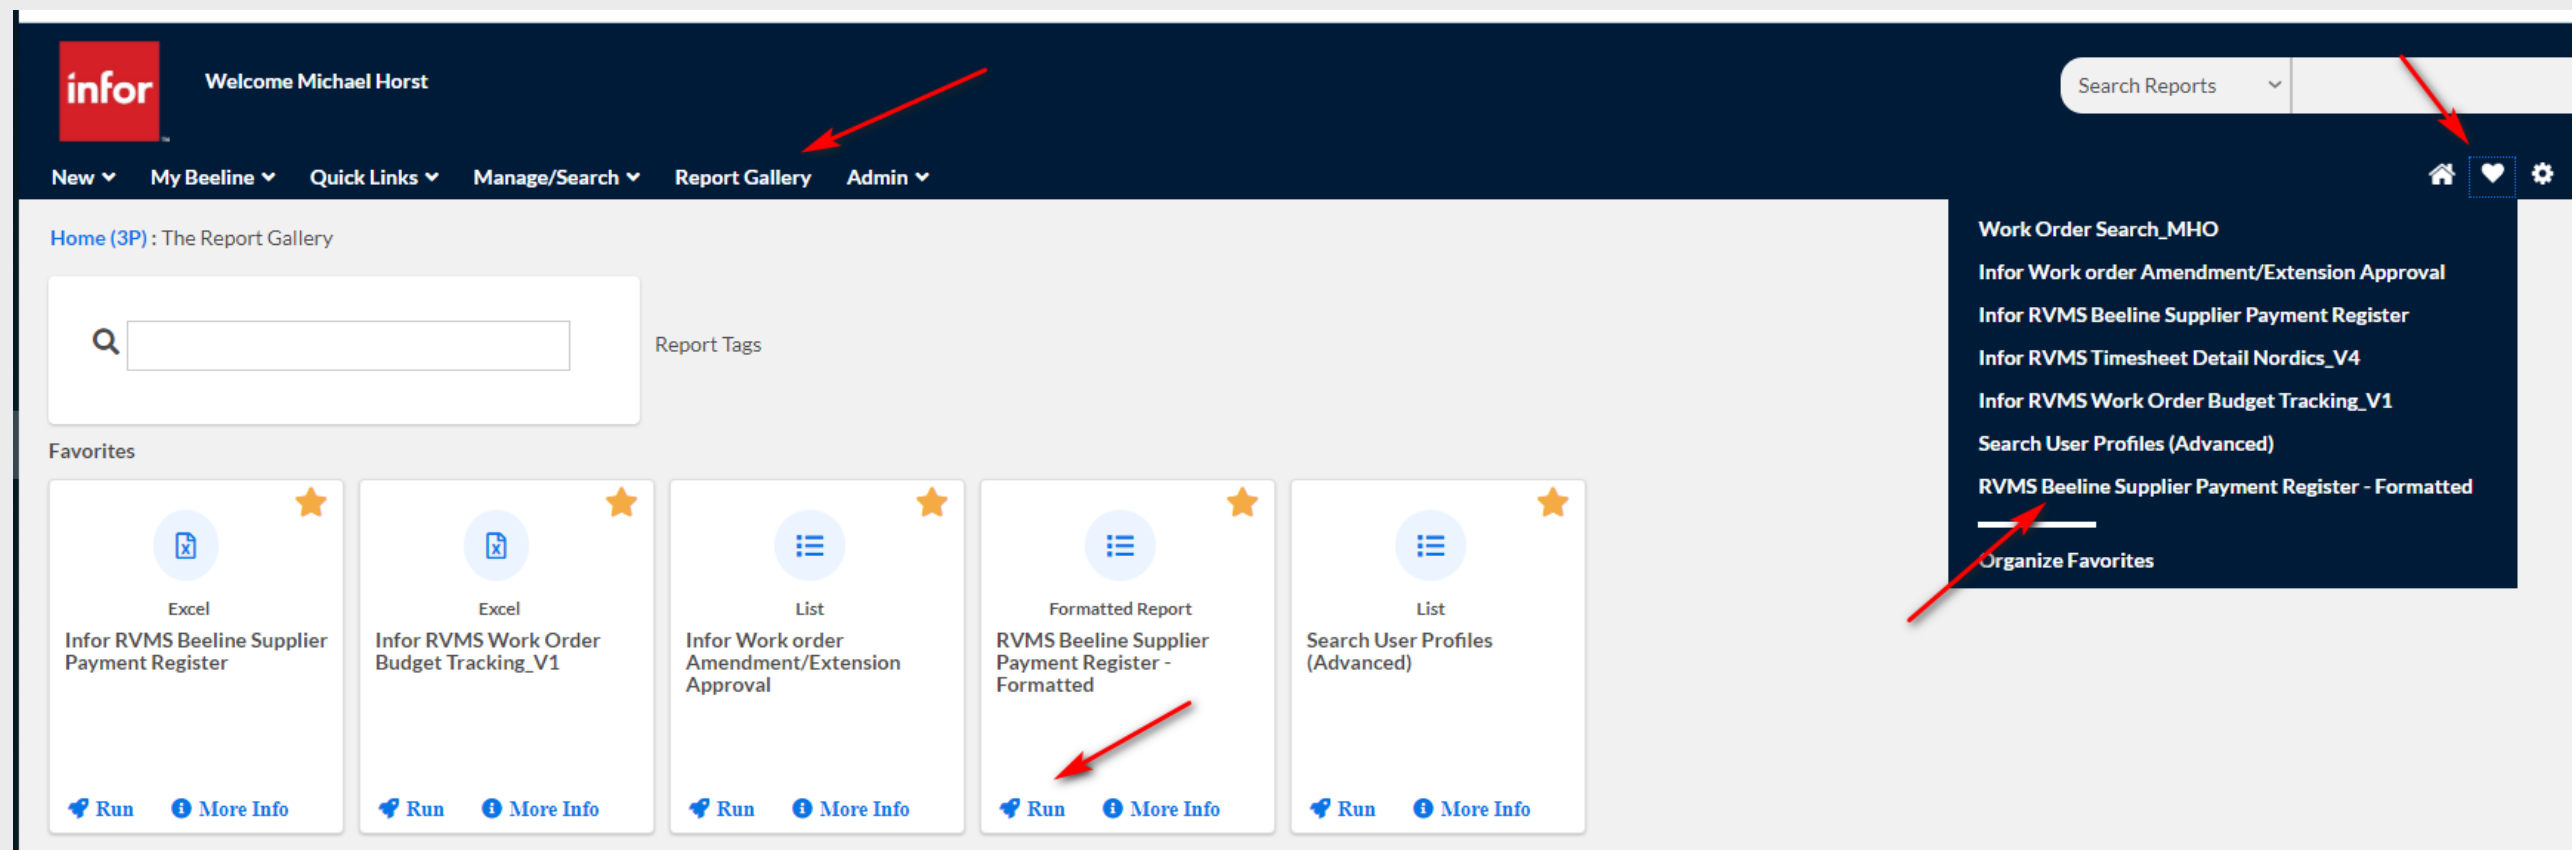 infor
Welcome Michael Horst
Search Reports
New My Beeline Quick Links Manage/Search Report Gallery Admin
Home (3P) : The Report Gallery
Report Tags
Work Order Search_MHO
Infor Work order Amendment/Extension Approval
Infor RVMS Beeline Supplier Payment Register
Infor RVMS Timesheet Detail Nordics_V4
Infor RVMS Work Order Budget Tracking_V1
Search User Profiles (Advanced)
RVMS Beeline Supplier Payment Register - Formatted
Organize Favorites
Favorites
Excel
Infor RVMS Beeline Supplier
Payment Register
Run More Info
Excel
Infor RVMS Work Order
Budget Tracking_V1
Run More Info
List
Infor Work order
Amendment/Extension
Approval
Run More Info
Formatted Report
RVMS Beeline Supplier
Payment Register -
Formatted
Run More Info
List
Search User Profiles
(Advanced)
Run More Info